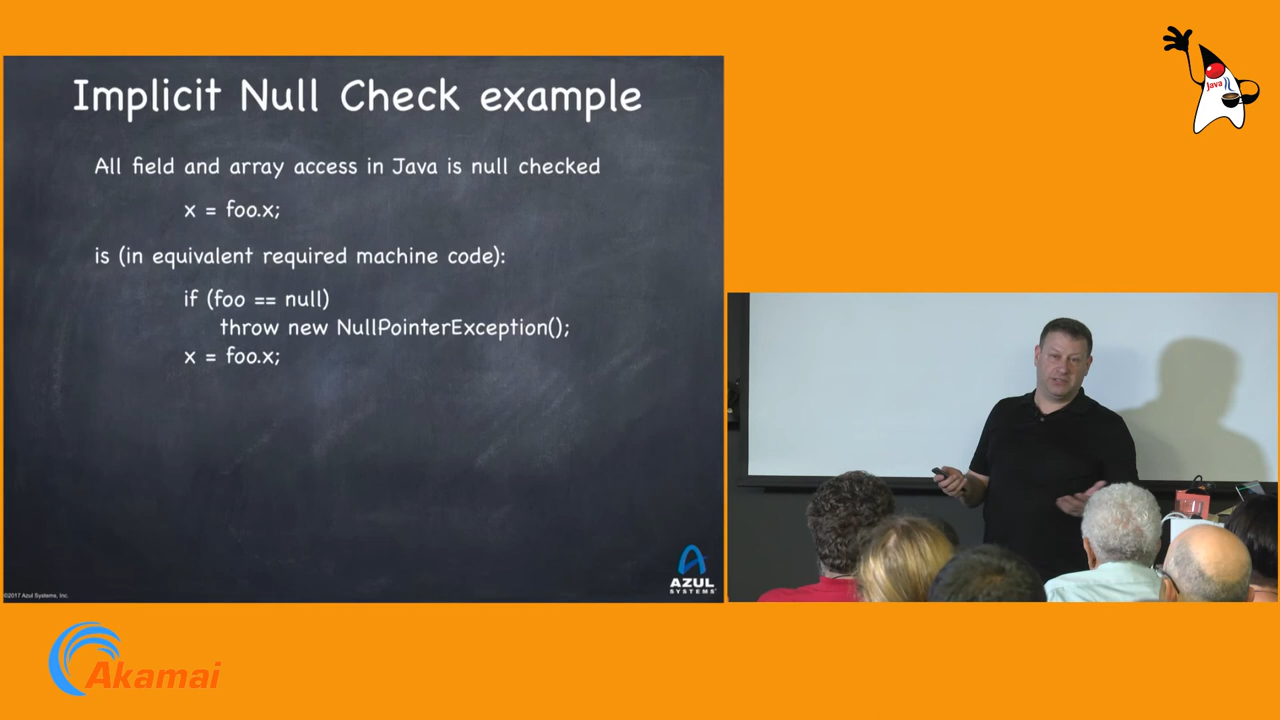 Implicit Null Check example
All field and array access in Java is null checked
x = foo.x;
is (in equivalent required machine code):
if (foo == null)
throw new NullPointerException();
x = foo.x;
AZUL
SYSTEMS
©2017 Azul Systems, Inc.
Java
Akamai